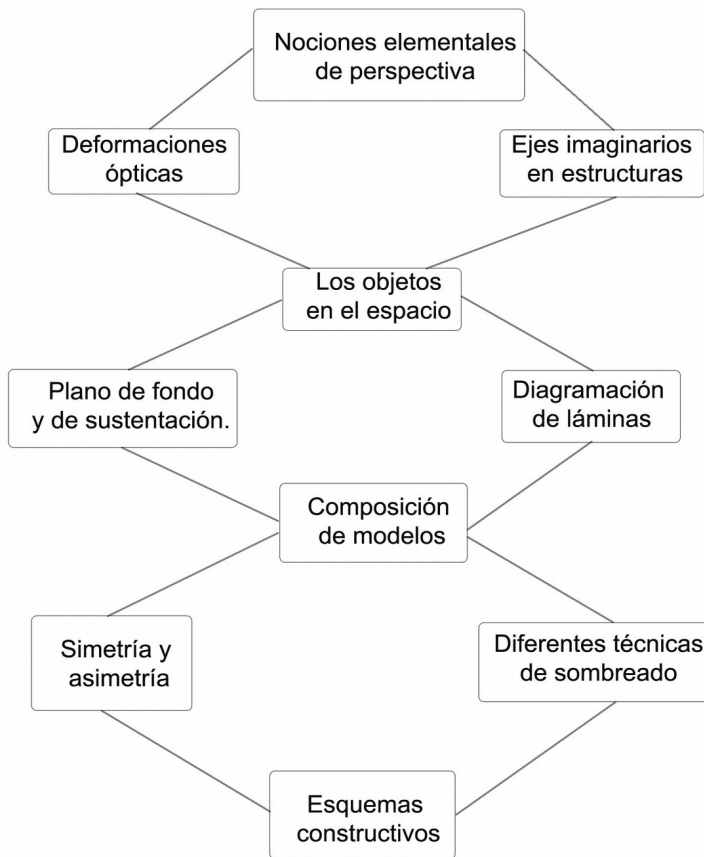 Nociones elementales
de perspectiva
Deformaciones
ópticas
Ejes imaginarios
en estructuras
Los objetos
en el espacio
Plano de fondo
y de sustentación.
Diagramación
de láminas
Composición
de modelos
Simetría y
asimetría
Diferentes técnicas
de sombreado
Esquemas
constructivos